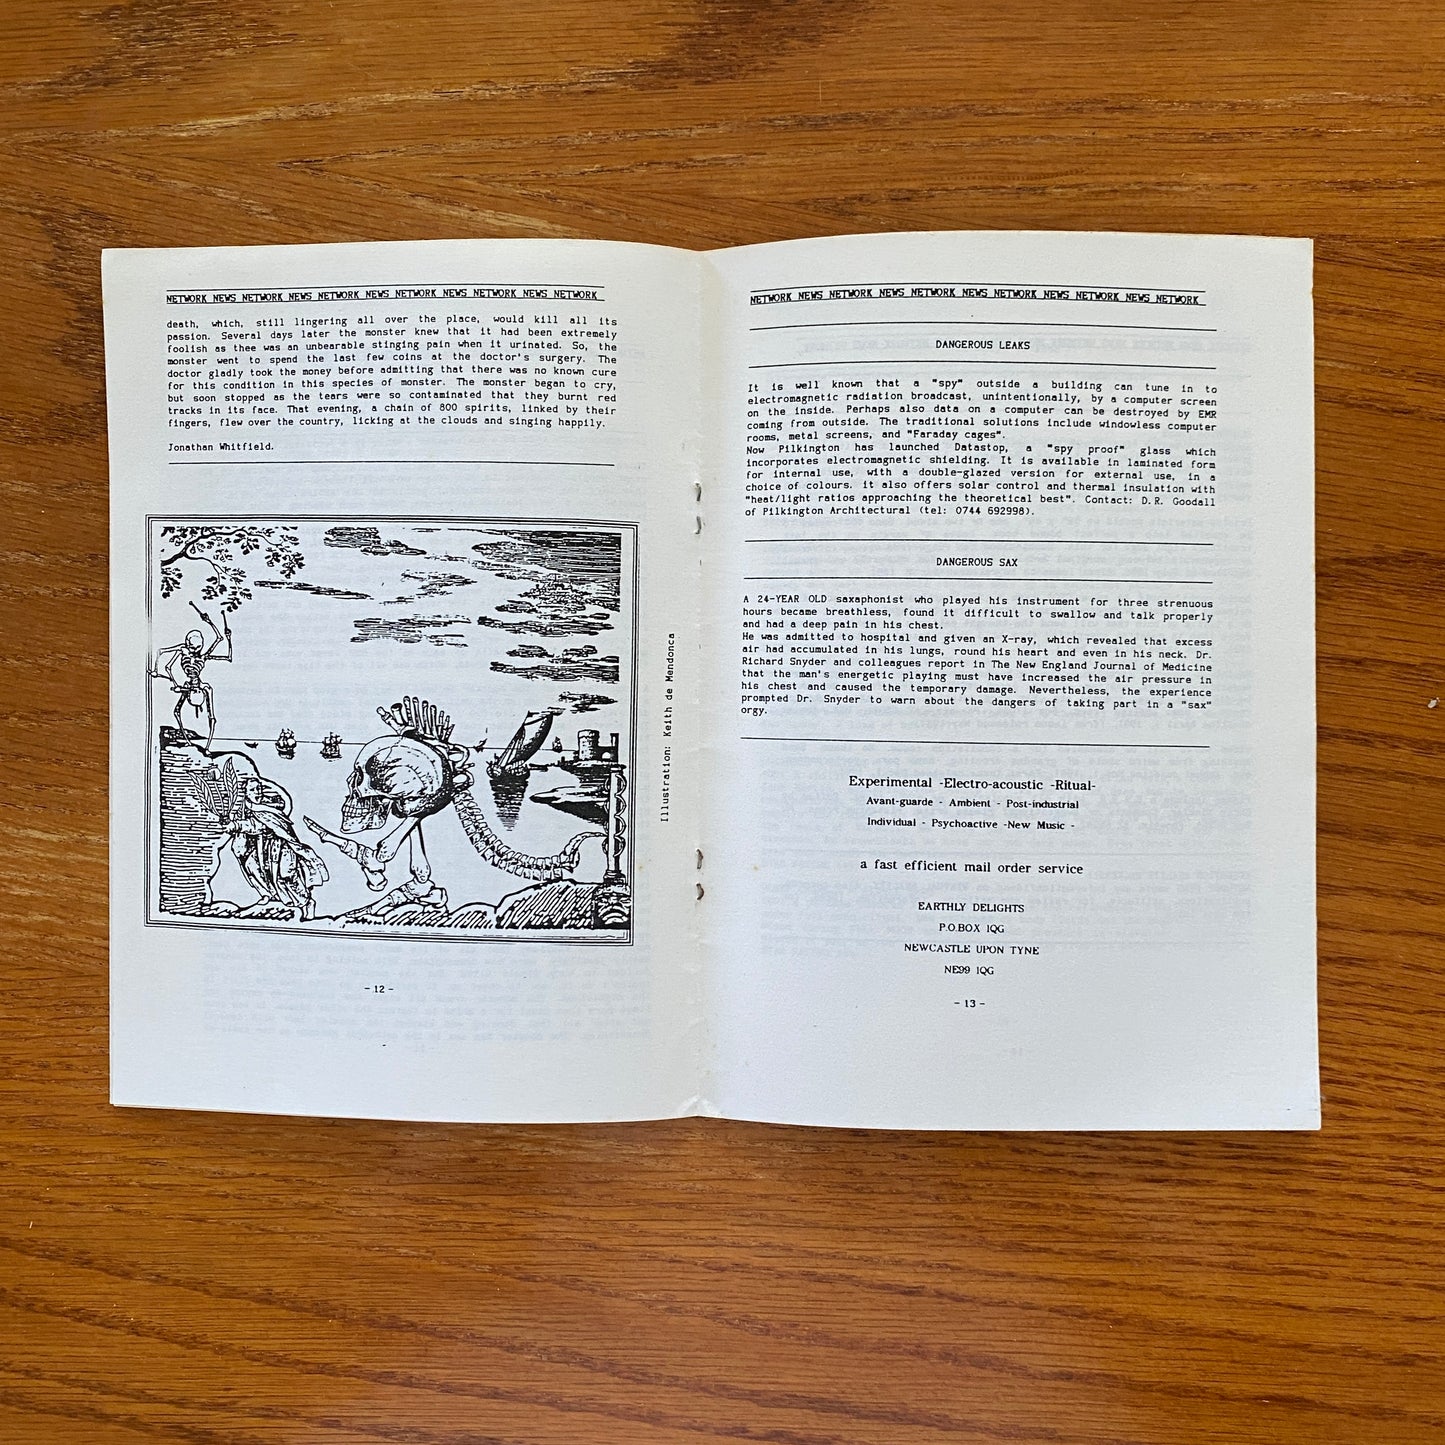 NETWORK NEWS NETWORK NEWS NETWORK NEWS NETWORK NEWS NETWORK NEWS NETWORK
death, which, still lingering all over the place, would kill all its
passion. Several days later the monster knew that it had been extremely
foolish as thee was an unbearable stinging pain when it urinated. So, the
monster went to spend the last few coins at the doctor's surgery. The
doctor gladly took the money before admitting that there was no known cure
for this condition in this species of monster. The monster began to cry,
but soon stopped as the tears were so contaminated that they burnt red
tracks in its face. That evening, a chain of 800 spirits, linked by their
fingers, flew over the country, licking at the clouds and singing happily.
Jonathan Whitfield.
Illustration: Keith de Mendonca
- 12 -
NETWORK NEWS NETWORK NEWS NETWORK NEWS NETWORK NEWS NETWORK NEWS NETWORK
DANGEROUS LEAKS
It is well known that a "spy" outside a building can tune in to
electromagnetic radiation broadcast, unintentionally, by a computer screen
on the inside. Perhaps also data on a computer can be destroyed by EMR
coming from outside. The traditional solutions include windowless computer
rooms, metal screens, and "Faraday cages".
Now Pilkington has launched Datastop, a "spy proof" glass which
incorporates electromagnetic shielding. It is available in laminated form
for internal use, with a double-glazed version for external use, in a
choice of colours. it also offers solar control and thermal insulation with
"heat/light ratios approaching the theoretical best". Contact: D.R. Goodall
of Pilkington Architectural (tel: 0744 692998).
DANGEROUS SAX
A 24-YEAR OLD saxaphonist who played his instrument for three strenuous
hours became breathless, found it difficult to swallow and talk properly
and had a deep pain in his chest.
He was admitted to hospital and given an X-ray, which revealed that excess
air had accumulated in his lungs, round his heart and even in his neck. Dr.
Richard Snyder and colleagues report in The New England Journal of Medicine
that the man's energetic playing must have increased the air pressure in
his chest and caused the temporary damage. Nevertheless, the experience
prompted Dr. Snyder to warn about the dangers of taking part in a "sax"
orgy.
Experimental -Electro-acoustic -Ritual-
Avant-guarde - Ambient - Post-industrial
Individual - Psychoactive -New Music -
a fast efficient mail order service
EARTHLY DELIGHTS
P.O.BOX 1QG
NEWCASTLE UPON TYNE
NE99 1QG
- 13 -